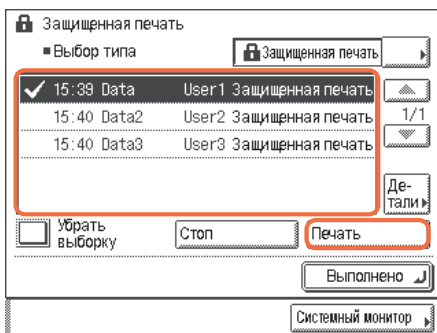 Защищенная печать
■Выбор типа
Защищенная печать
15:39 Data User1 Защищенная печать
15:40 Data2 User2 Защищенная печать
15:40 Data3 User3 Защищенная печать
1/1
Де-
тали
Убрать
выборку
Стоп
Печать
Выполнено
Системный монитор